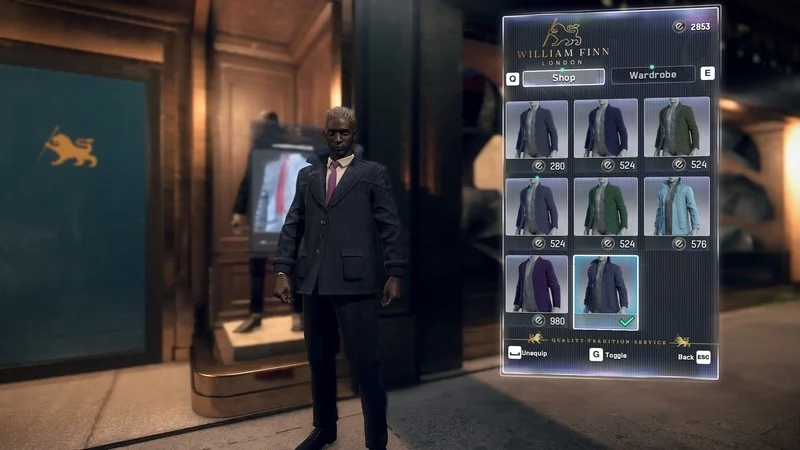 2853
WILLIAM FINN
LONDON
Q Shop Wardrobe E
280 524 524
524 524 576
980
QUALITY·TRADITION·SERVICE
Unequip G Toggle Back ESC